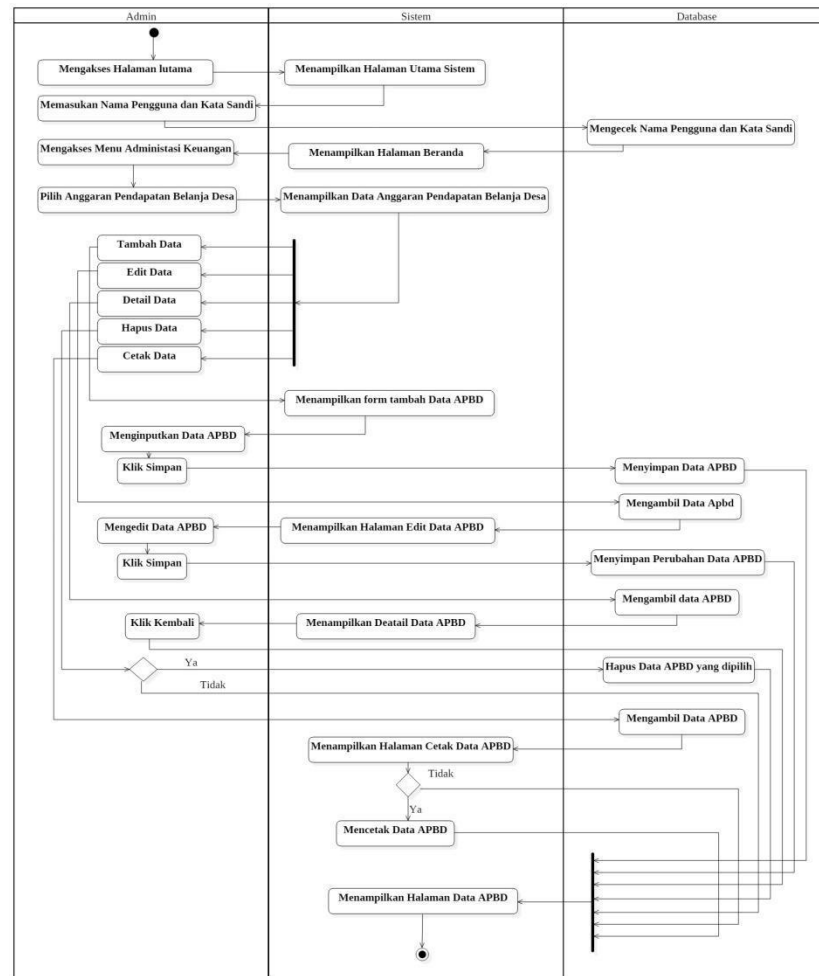 Admin
Sistem
Database
Mengakses Halaman lutama
Menampilkan Halaman Utama Sistem
Memasukan Nama Pengguna dan Kata Sandi
Mengecek Nama Pengguna dan Kata Sandi
Mengakses Menu Administasi Keuangan
Menampilkan Halaman Beranda
Pilih Anggaran Pendapatan Belanja Desa
Menampilkan Data Anggaran Pendapatan Belanja Desa
Tambah Data
Edit Data
Detail Data
Hapus Data
Cetak Data
Menampilkan form tambah Data APBD
Menginputkan Data APBD
Klik Simpan
Menyimpan Data APBD
Mengambil Data Apbd
Mengedit Data APBD
Menampilkan Halaman Edit Data APBD
Klik Simpan
Menyimpan Perubahan Data APBD
Mengambil data APBD
Klik Kembali
Menampilkan Deatail Data APBD
Ya
Hapus Data APBD yang dipilih
Tidak
Mengambil Data APBD
Menampilkan Halaman Cetak Data APBD
Tidak
Ya
Mencetak Data APBD
Menampilkan Halaman Data APBD